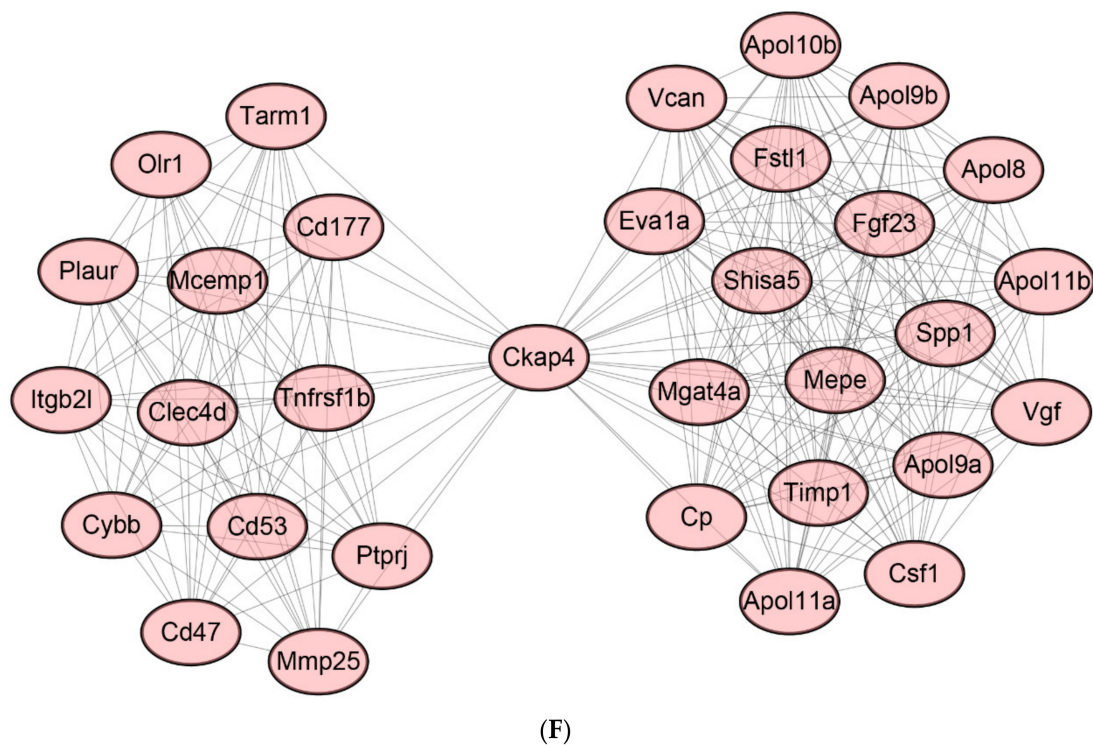 Apol10b
Vcan
Apol9b
Tarm1
Fstl1
Olr1
Apol8
Eva1a
Fgf23
Cd177
Plaur
Mcemp1
Shisa5
Apol11b
Spp1
Ckap4
Mepe
Mgat4a
Itgb2l
Clec4d
Tnfrsf1b
Vgf
Apol9a
Timp1
Cp
Cybb
Cd53
Ptprj
Csf1
Apol11a
Cd47
Mmp25
(F)